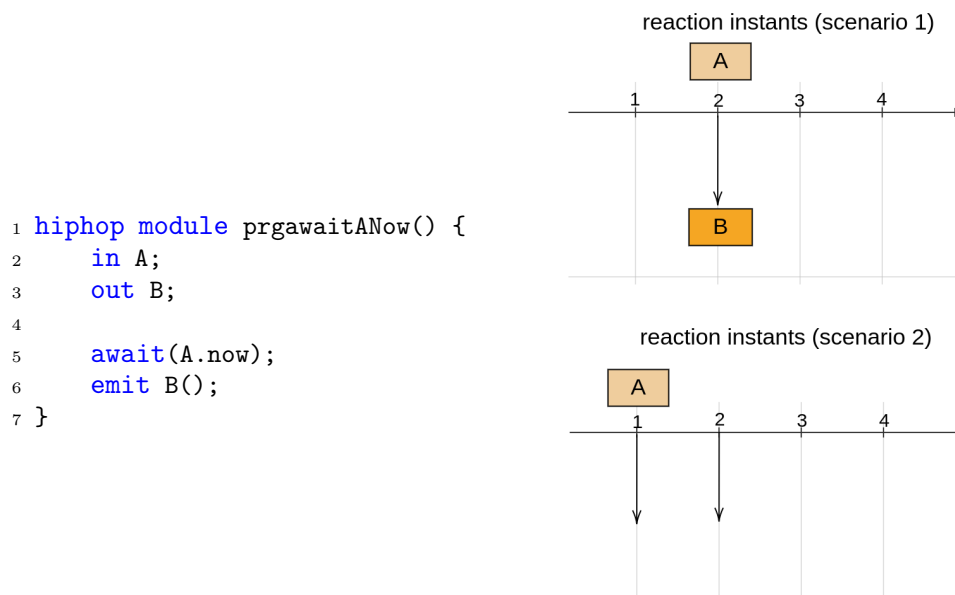 1 hiphop module prgawaitANow() {
2 in A;
3 out B;
4
5 await(A.now);
6 emit B();
7 }
reaction instants (scenario 1)
A
1 2 3 4
B
reaction instants (scenario 2)
A
1 2 3 4